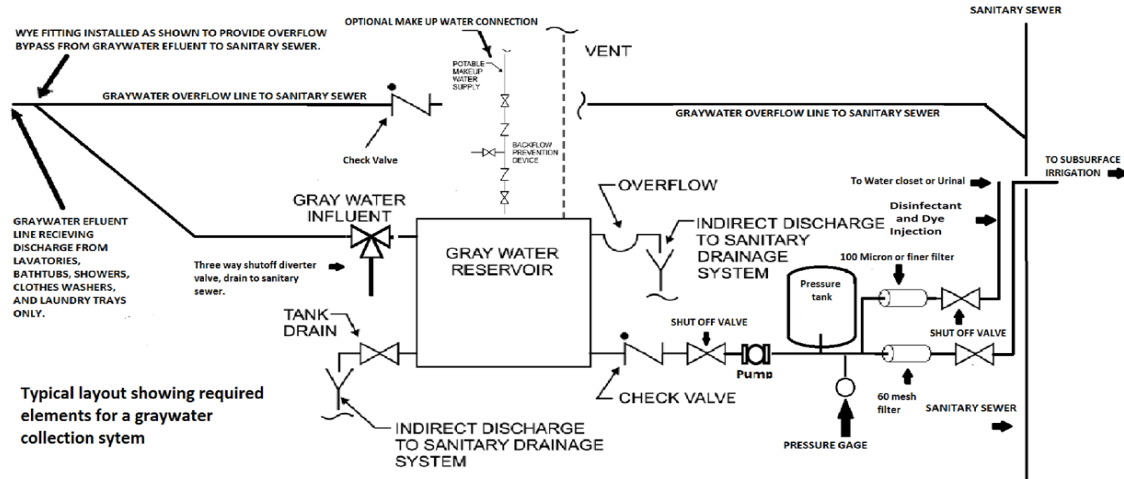 SANITARY SEWER
OPTIONAL MAKE UP WATER CONNECTION
WYE FITTING INSTALLED AS SHOWN TO PROVIDE OVERFLOW
BYPASS FROM GRAYWATER EFLUENT TO SANITARY SEWER.
VENT
POTABLE
MAKEUP
WATER
SUPPLY
GRAYWATER OVERFLOW LINE TO SANITARY SEWER
GRAYWATER OVERFLOW LINE TO SANITARY SEWER
Check Valve
BACKFLOW
PREVENTION
DEVICE
TO SUBSURFACE
IRRIGATION
To Water closet or Urinal
OVERFLOW
GRAY WATER
INFLUENT
Disinfectant
and Dye
Injection
GRAYWATER EFLUENT
LINE RECIEVING
DISCHARGE FROM
LAVATORIES,
BATHTUBS, SHOWERS,
CLOTHES WASHERS,
AND LAUNDRY TRAYS
ONLY.
INDIRECT DISCHARGE
TO SANITARY
DRAINAGE
SYSTEM
GRAY WATER
RESERVOIR
Three way shutoff diverter
valve, drain to sanitary
sewer.
100 Micron or finer filter
Pressure
tank
TANK
DRAIN
SHUT OFF VALVE
SHUT OFF VALVE
Pump
CHECK VALVE
60 mesh
filter
SANITARY SEWER
Typical layout showing required
elements for a graywater
collection sytem
INDIRECT DISCHARGE
TO SANITARY DRAINAGE
SYSTEM
PRESSURE GAGE